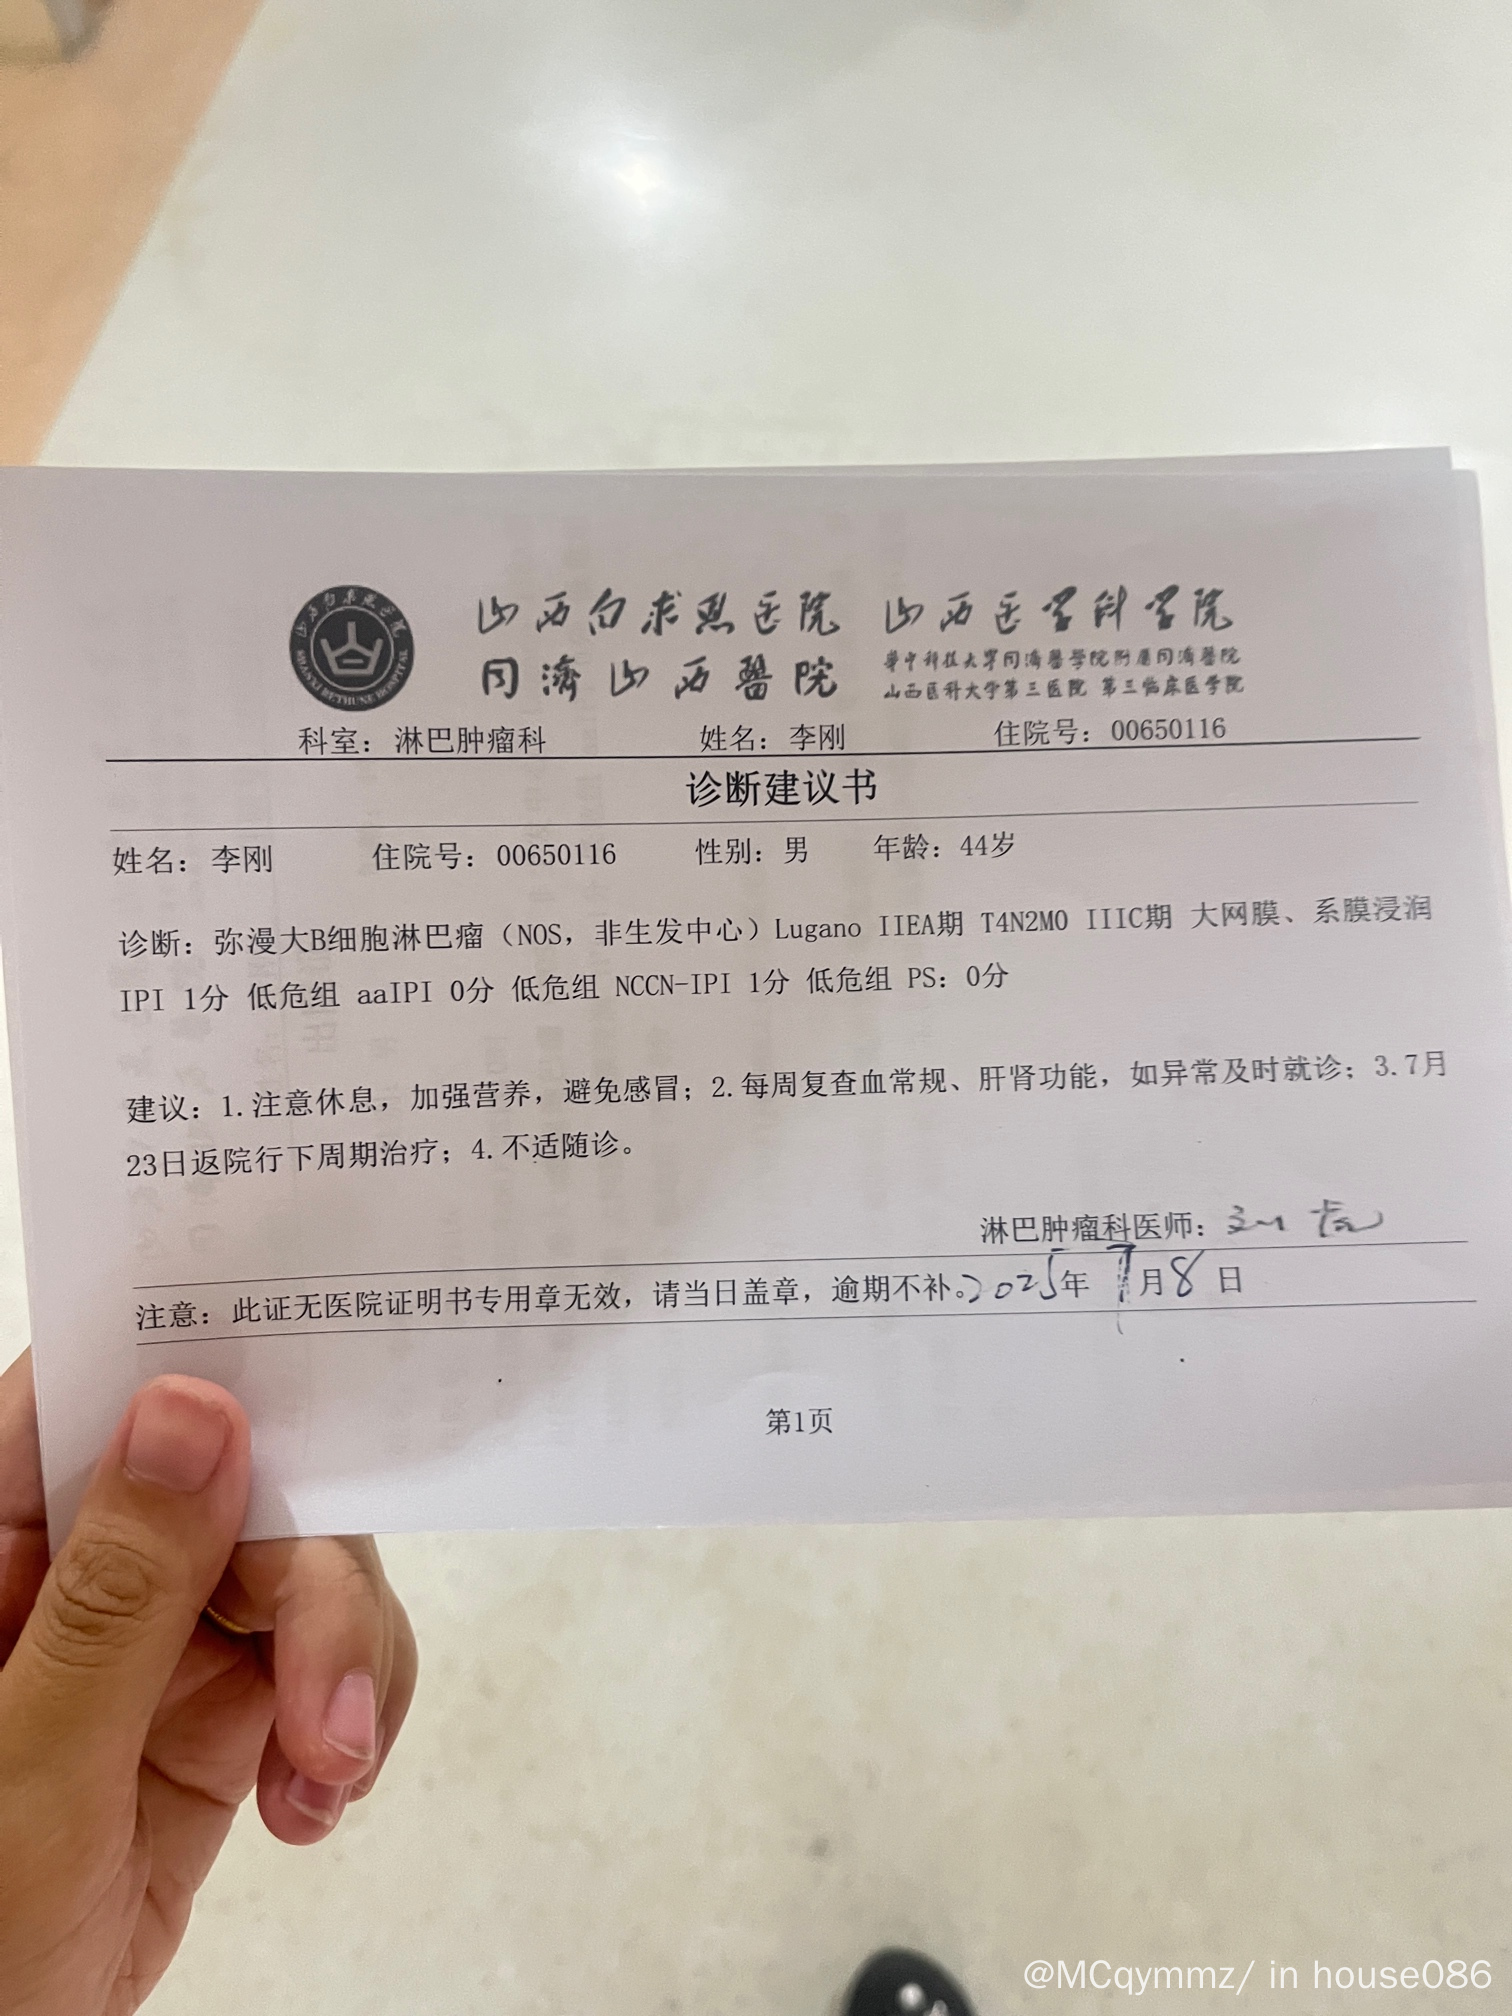 山西白求恩医院 山西医学科学院
同濟山西醫院 華中科技大学同濟醫学院附属同濟醫院
山西医科大学第三医院 第三临床医学院
SHANXI BETHUNE HOSPITAL
科室：淋巴肿瘤科 姓名：李刚 住院号：00650116
诊断建议书
姓名：李刚 住院号：00650116 性别：男 年龄：44岁
诊断：弥漫大B细胞淋巴瘤（NOS，非生发中心）Lugano IIEA期 T4N2M0 IIIC期 大网膜、系膜浸润
IPI 1分 低危组 aaIPI 0分 低危组 NCCN-IPI 1分 低危组 PS：0分
建议：1.注意休息，加强营养，避免感冒；2.每周复查血常规、肝肾功能，如异常及时就诊；3.7月
23日返院行下周期治疗；4.不适随诊。
淋巴肿瘤科医师：
注意：此证无医院证明书专用章无效，请当日盖章，逾期不补。2025年 7月8日
第1页
@MCqymmz/ in house086